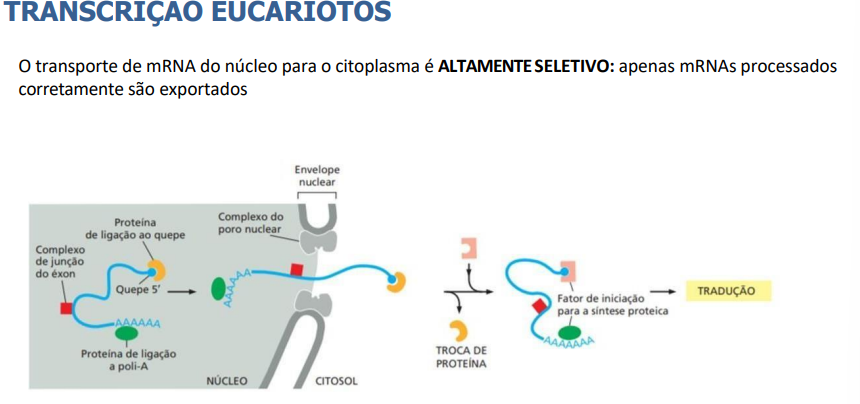 TRANSCRIÇÃO EUCARIOTOS
O transporte de mRNA do núcleo para o citoplasma é ALTAMENTE SELETIVO: apenas mRNAs processados
corretamente são exportados
Envelope
nuclear
Proteína
de ligação ao quepe
Complexo do
poro nuclear
Complexo
de junção
do éxon
Quepe 5'
AAAAAA
Proteína de ligação
a poli-A
AAAAAA
NÚCLEO
CITOSOL
TROCA DE
PROTEÍNA
Fator de iniciação
para a síntese proteica
AAAAAAA
TRADUÇÃO